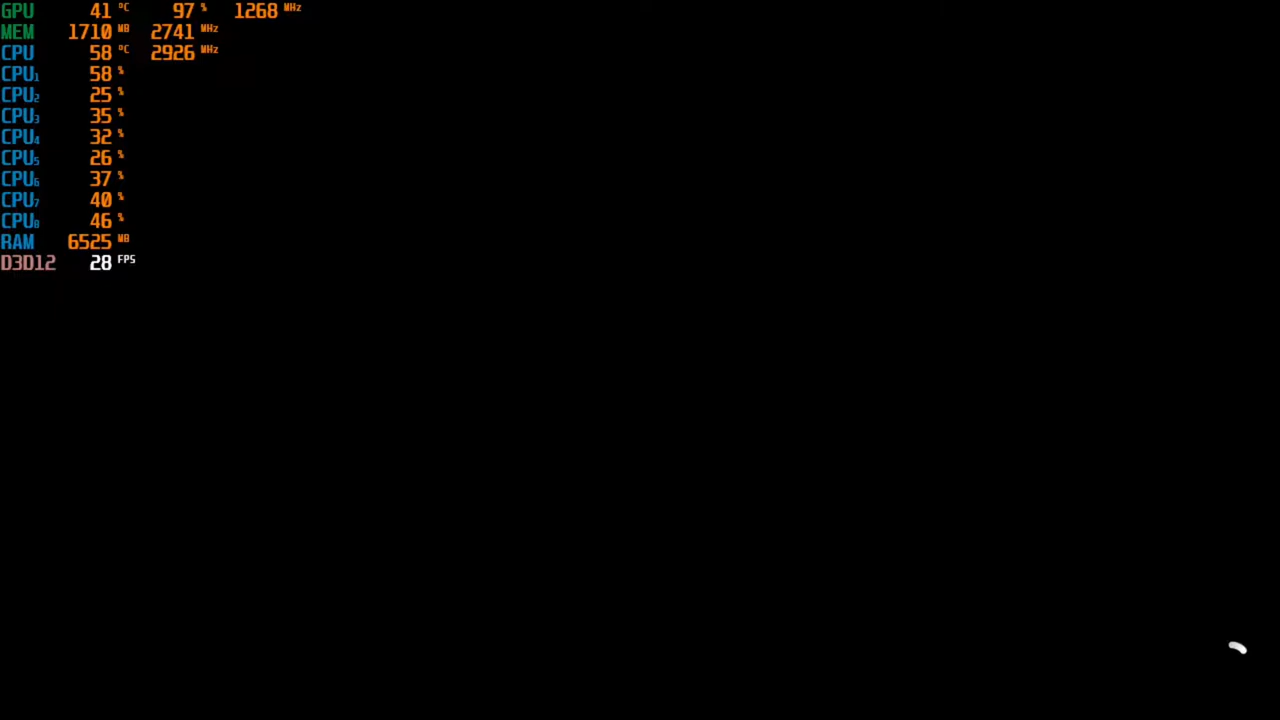 GPU 41 °C 97 % 1268 MHz
MEM 1710 MB 2741 MHz
CPU 58 °C 2926 MHz
CPU1 58 %
CPU2 25 %
CPU3 35 %
CPU4 32 %
CPU5 26 %
CPU6 37 %
CPU7 40 %
CPU8 46 %
RAM 6525 MB
D3D12 28 FPS